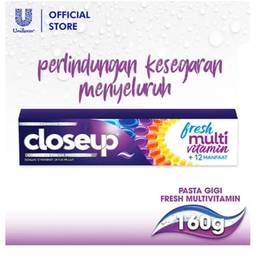 Unilever
OFFICIAL
STORE
perlindungan kesegaran
menyeluruh
closeup
fresh
multi
vitamin
+ 12 MANFAAT
PASTA GIGI
FRESH MULTIVITAMIN
160g